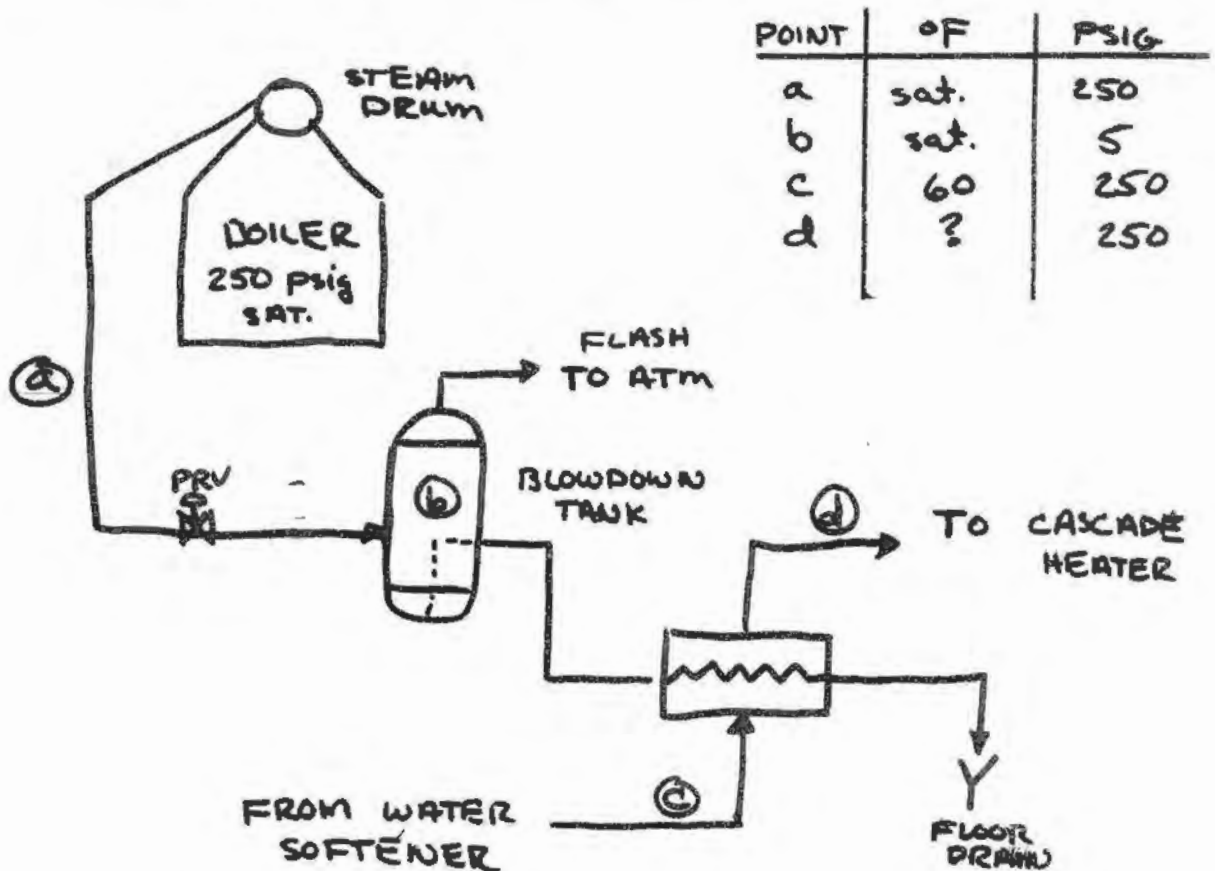 POINT °F PSIG
a sat. 250
b sat. 5
c 60 250
d ? 250
STEAM
DRUM
BOILER
250 psig
SAT.
a
FLASH
TO ATM
PRV
b
BLOWDOWN
TANK
d
TO CASCADE
HEATER
c
FROM WATER
SOFTENER
FLOOR
DRAIN